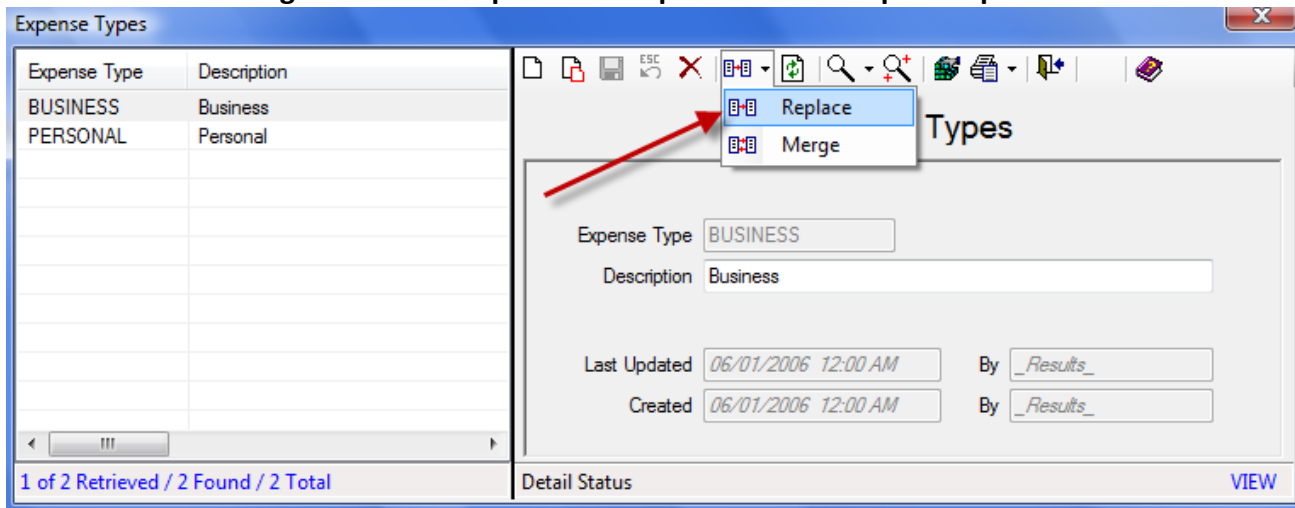 Expense Types
Expense Type Description
BUSINESS Business
PERSONAL Personal
1 of 2 Retrieved / 2 Found / 2 Total
ESC
Replace
Merge
Types
Expense Type BUSINESS
Description Business
Last Updated 06/01/2006 12:00 AM By _Results_
Created 06/01/2006 12:00 AM By _Results_
Detail Status VIEW